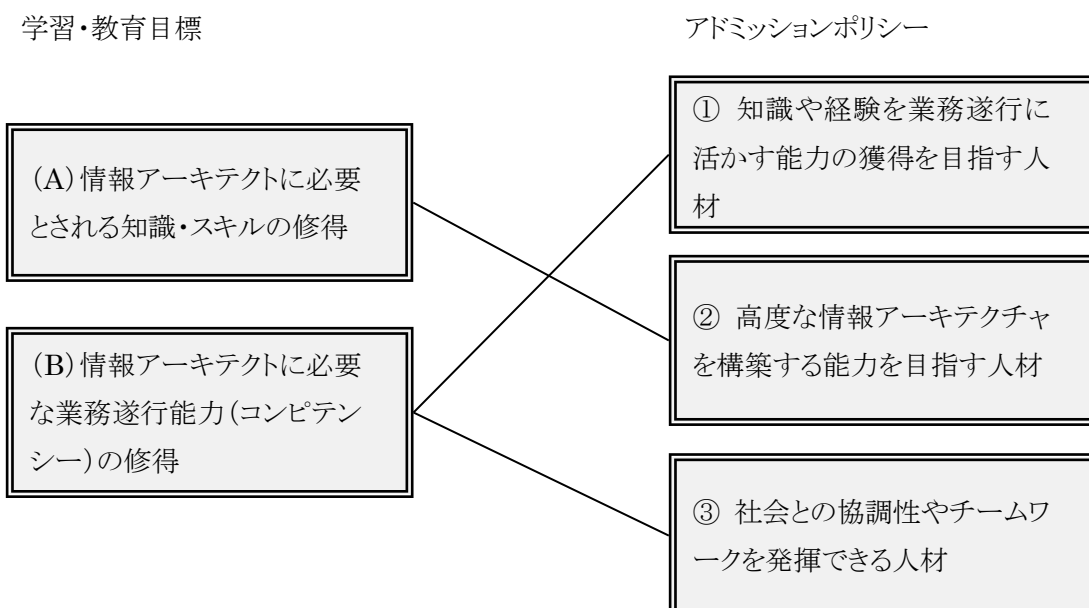 学習・教育目標
アドミッションポリシー
(A)情報アーキテクトに必要
とされる知識・スキルの修得
(B)情報アーキテクトに必要
な業務遂行能力(コンピテン
シー)の修得
① 知識や経験を業務遂行に
活かす能力の獲得を目指す人
材
② 高度な情報アーキテクチャ
を構築する能力を目指す人材
③ 社会との協調性やチームワ
ークを発揮できる人材